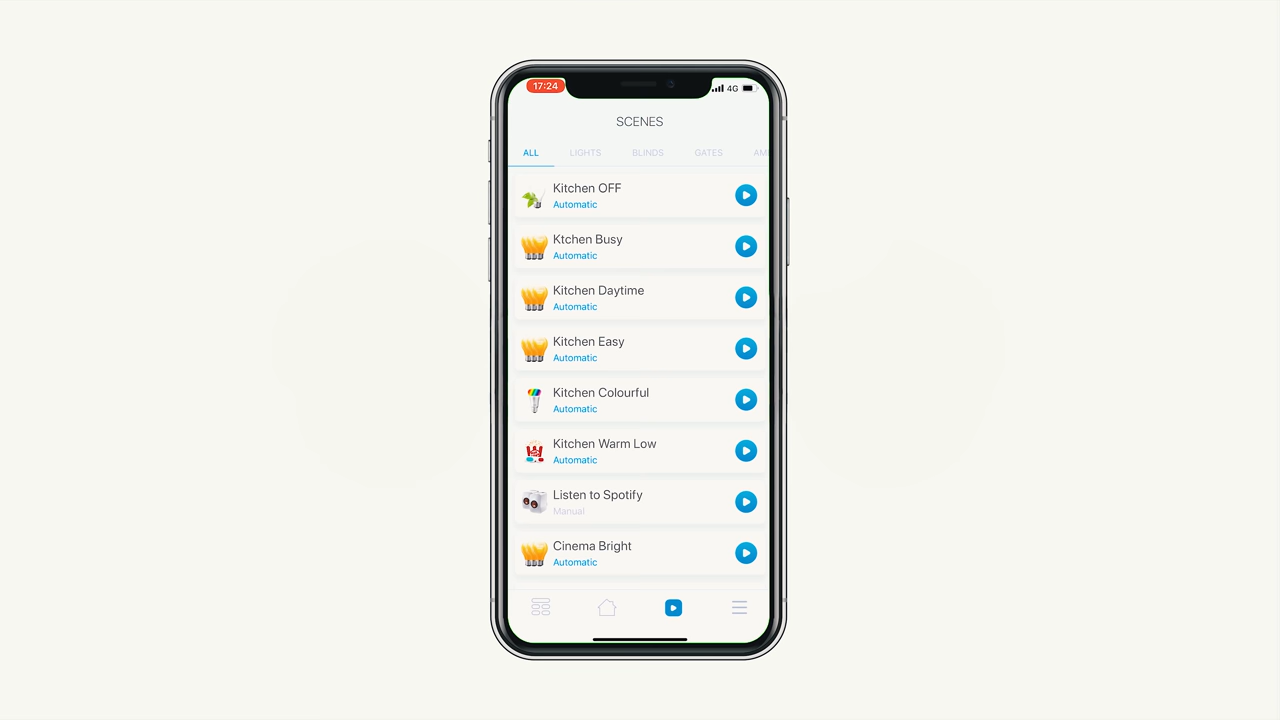 17:24
4G
SCENES
ALL LIGHTS BLINDS GATES AM
Kitchen OFF
Automatic
Ktchen Busy
Automatic
Kitchen Daytime
Automatic
Kitchen Easy
Automatic
Kitchen Colourful
Automatic
Kitchen Warm Low
Automatic
Listen to Spotify
Manual
Cinema Bright
Automatic